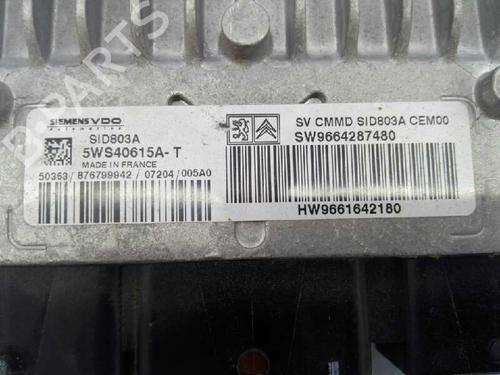 B-PARTS
SIEMENS VDO
Automotive
SID803A
5WS40615A-T
MADE IN FRANCE
50363/876799942/07204/005A0
SV CMMD SID803A CEM00
SW9664287480
HW9661642180